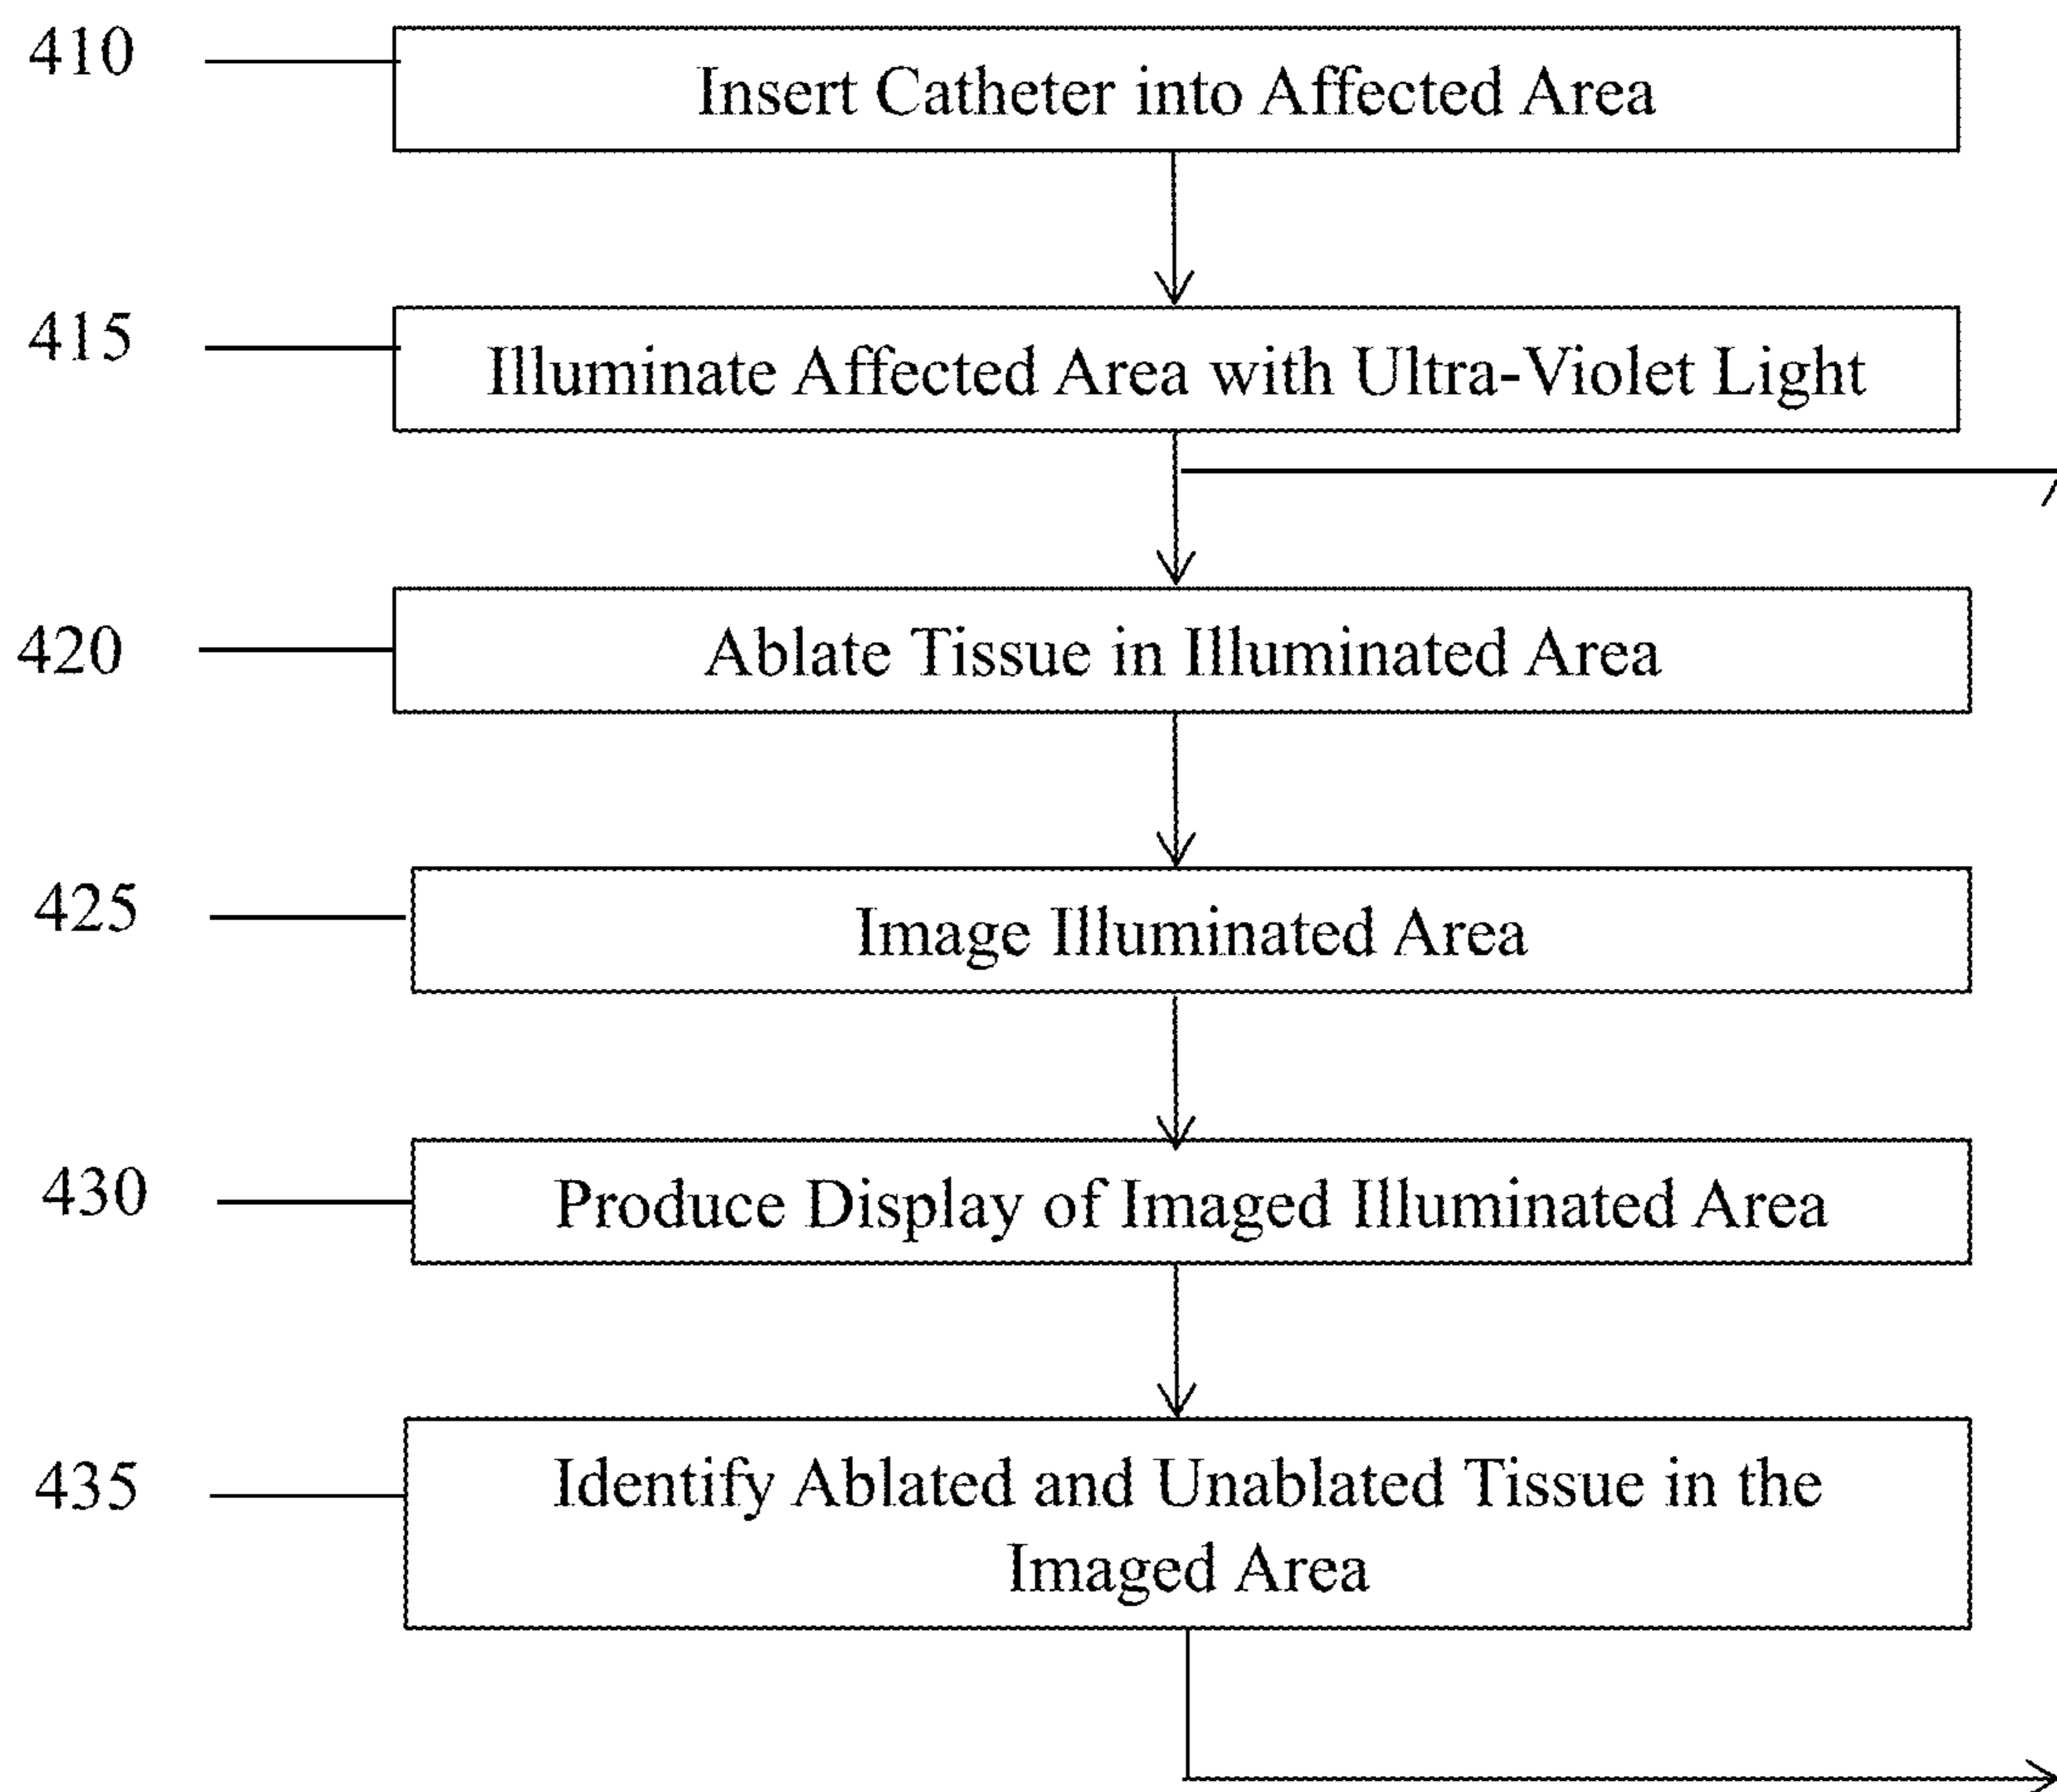 410
Insert Catheter into Affected Area
415
Illuminate Affected Area with Ultra-Violet Light
420
Ablate Tissue in Illuminated Area
425
Image Illuminated Area
430
Produce Display of Imaged Illuminated Area
435
Identify Ablated and Unablated Tissue in the
Imaged Area